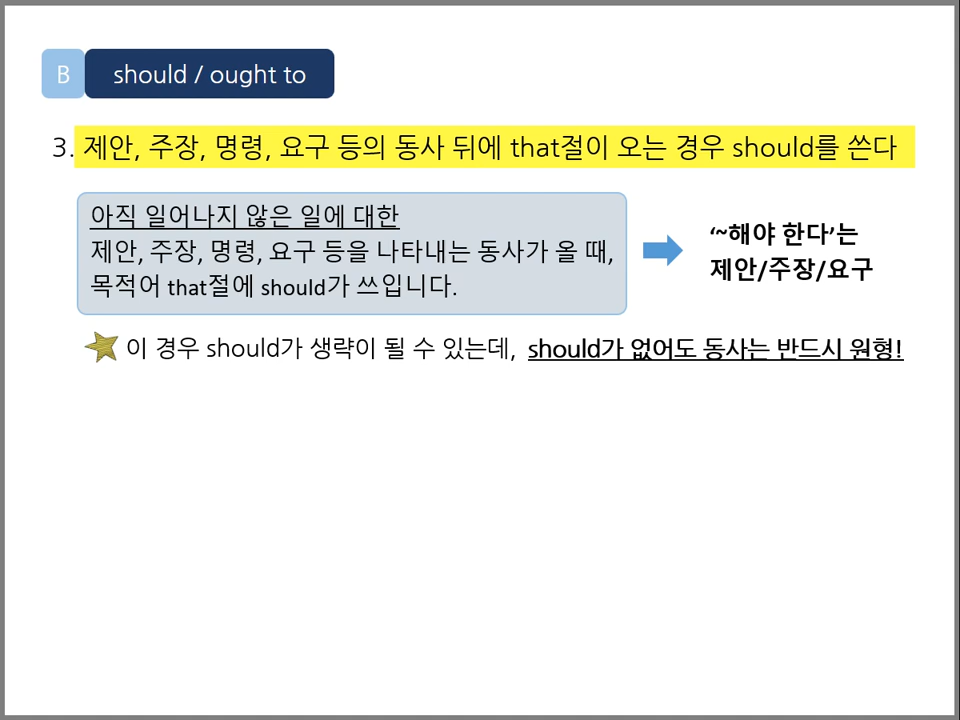 B should / ought to
3. 제안, 주장, 명령, 요구 등의 동사 뒤에 that절이 오는 경우 should를 쓴다
아직 일어나지 않은 일에 대한
제안, 주장, 명령, 요구 등을 나타내는 동사가 올 때,
목적어 that절에 should가 쓰입니다.
‘~해야 한다’는
제안/주장/요구
이 경우 should가 생략이 될 수 있는데, should가 없어도 동사는 반드시 원형!